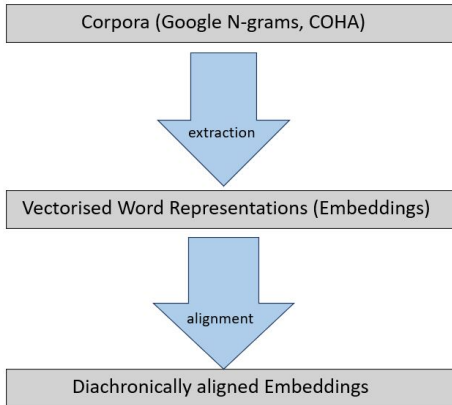 Corpora (Google N-grams, COHA)
extraction
Vectorised Word Representations (Embeddings)
alignment
Diachronically aligned Embeddings